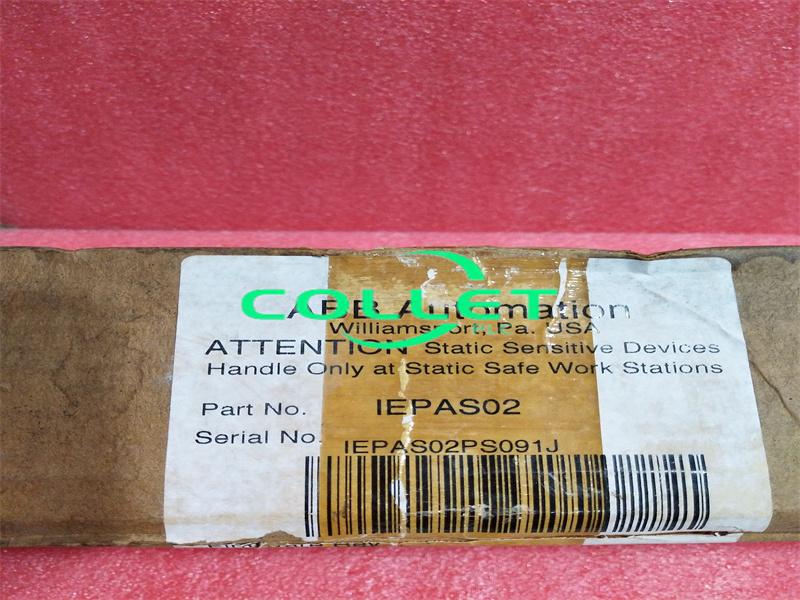 COLLET
ABB Automation
Williamsport, Pa. USA
ATTENTION Static Sensitive Devices
Handle Only at Static Safe Work Stations
Part No. IEPAS02
Serial No. IEPAS02PS091J